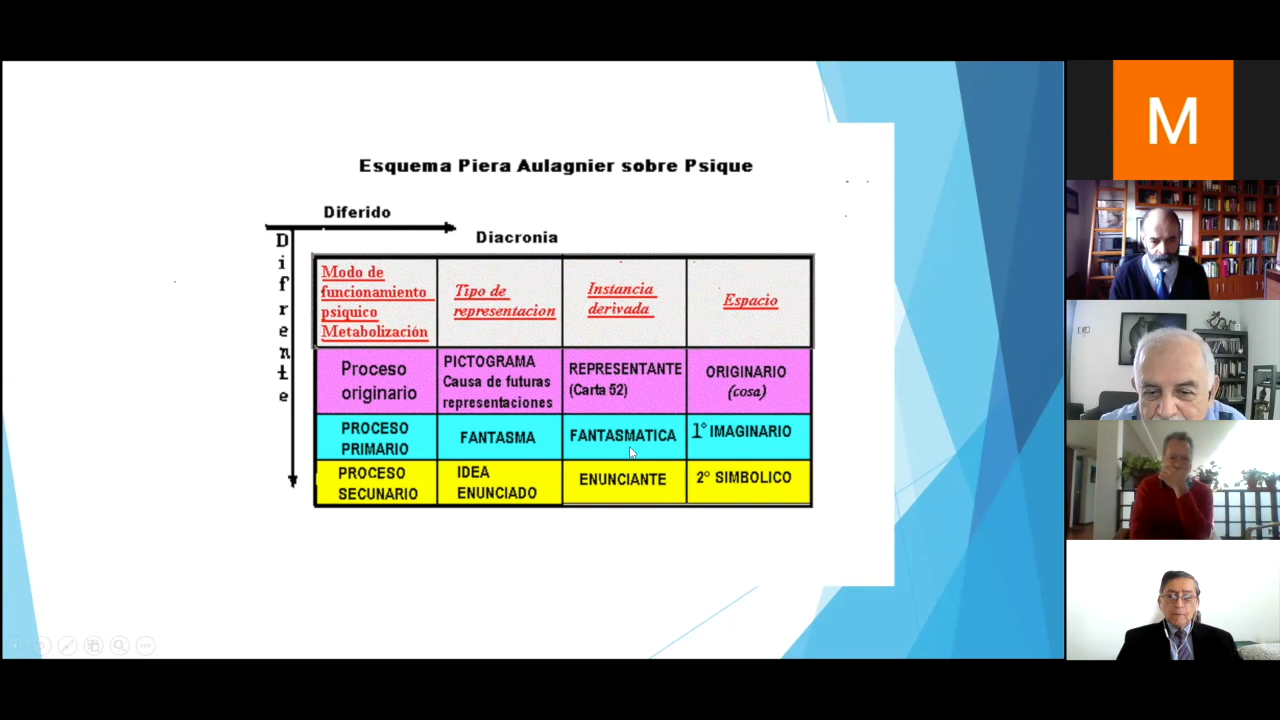 Esquema Piera Aulagnier sobre Psique
Diferido
Diacronia
Diferente
Modo de
funcionamiento
psiquico
Metabolización
Tipo de
representacion
Instancia
derivada
Espacio
Proceso
originario
PICTOGRAMA
Causa de futuras
representaciones
REPRESENTANTE
(Carta 52)
ORIGINARIO
(cosa)
PROCESO
PRIMARIO
FANTASMA
FANTASMATICA
1° IMAGINARIO
PROCESO
SECUNARIO
IDEA
ENUNCIADO
ENUNCIANTE
2° SIMBOLICO
M